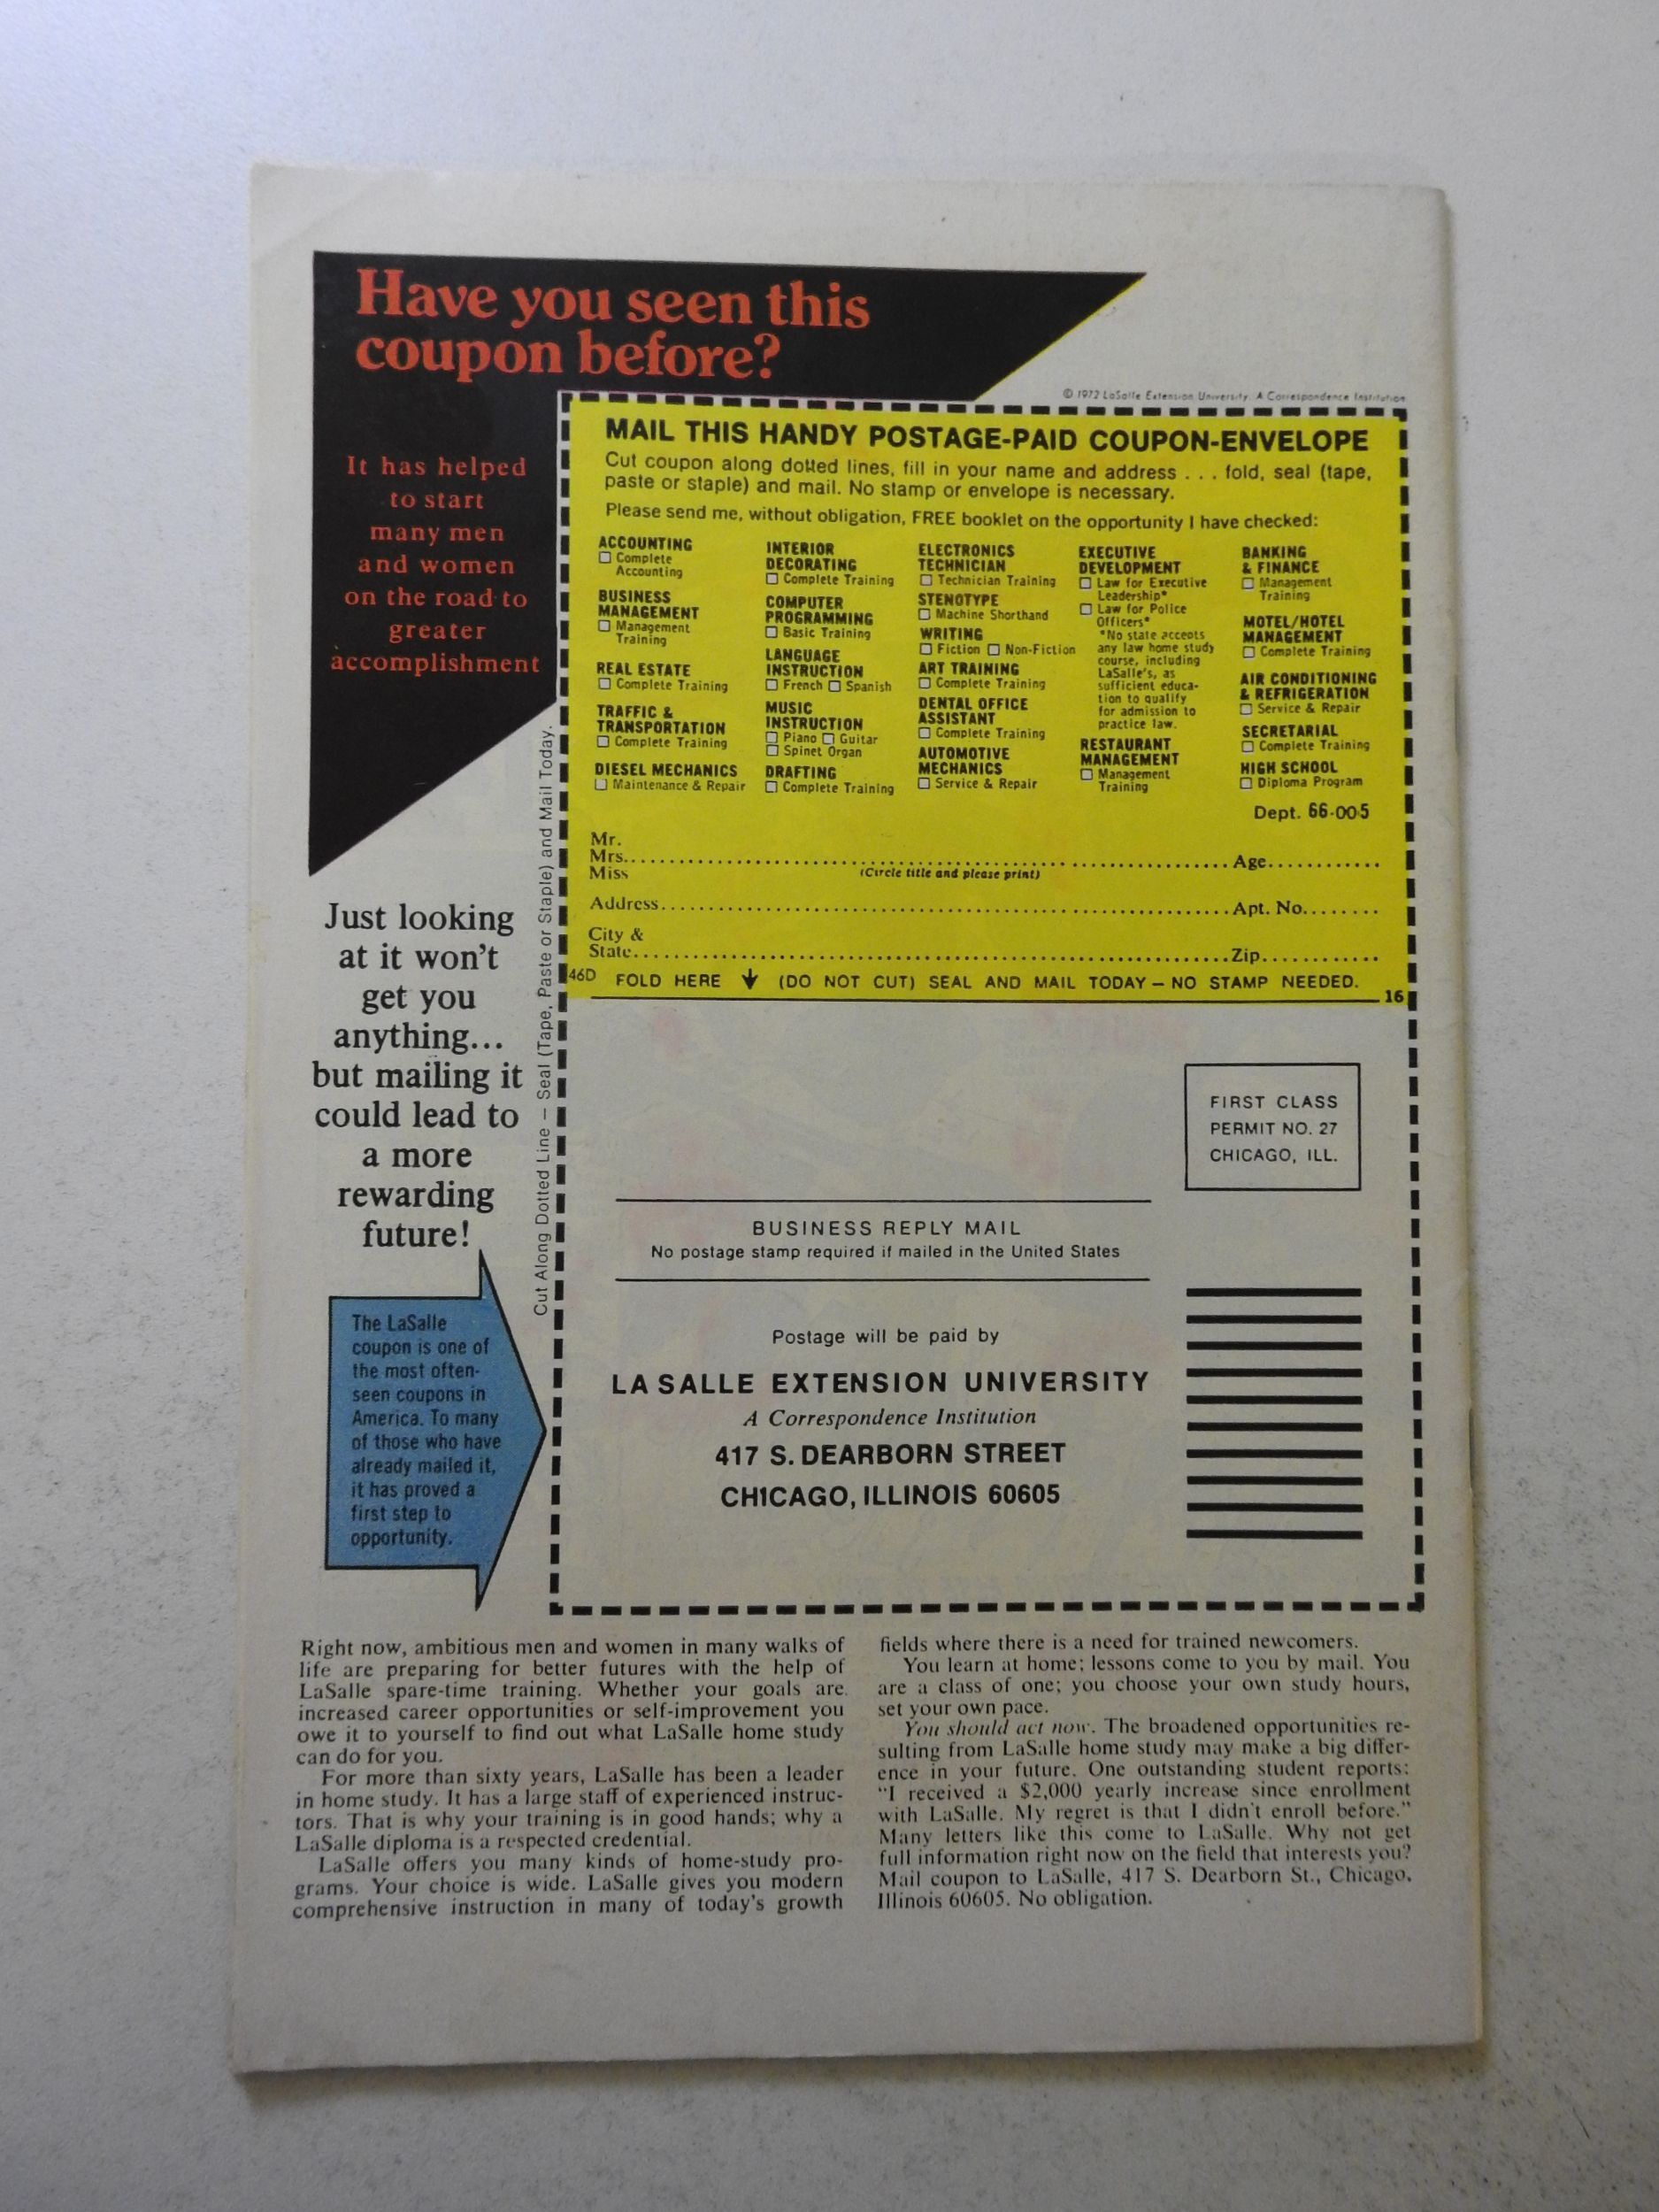 Have you seen this
coupon before?
It has helped
to start
many men
and women
on the road to
greater
accomplishment
Just looking
at it won't
get you
anything...
but mailing it
could lead to
a more
rewarding
future!
The LaSalle
coupon is one of
the most often-
seen coupons in
America. To many
of those who have
already mailed it,
it has proved a
first step to
opportunity.
Cut Along Dotted Line – Seal (Tape, Paste or Staple) and Mail Today.
© 1972 LaSalle Extension University. A Correspondence Institution
MAIL THIS HANDY POSTAGE-PAID COUPON-ENVELOPE
Cut coupon along dotted lines, fill in your name and address . . . fold, seal (tape,
paste or staple) and mail. No stamp or envelope is necessary.
Please send me, without obligation, FREE booklet on the opportunity I have checked:
ACCOUNTING
☐ Complete
Accounting
BUSINESS
MANAGEMENT
☐ Management
Training
REAL ESTATE
☐ Complete Training
TRAFFIC &
TRANSPORTATION
☐ Complete Training
DIESEL MECHANICS
☐ Maintenance & Repair
INTERIOR
DECORATING
☐ Complete Training
COMPUTER
PROGRAMMING
☐ Basic Training
LANGUAGE
INSTRUCTION
☐ French ☐ Spanish
MUSIC
INSTRUCTION
☐ Piano ☐ Guitar
☐ Spinet Organ
DRAFTING
☐ Complete Training
ELECTRONICS
TECHNICIAN
☐ Technician Training
STENOTYPE
☐ Machine Shorthand
WRITING
☐ Fiction ☐ Non-Fiction
ART TRAINING
☐ Complete Training
DENTAL OFFICE
ASSISTANT
☐ Complete Training
AUTOMOTIVE
MECHANICS
☐ Service & Repair
EXECUTIVE
DEVELOPMENT
☐ Law for Executive
Leadership*
☐ Law for Police
Officers*
*No state accepts
any law home study
course, including
LaSalle's, as
sufficient educa-
tion to qualify
for admission to
practice law.
RESTAURANT
MANAGEMENT
☐ Management
Training
BANKING
& FINANCE
☐ Management
Training
MOTEL/HOTEL
MANAGEMENT
☐ Complete Training
AIR CONDITIONING
& REFRIGERATION
☐ Service & Repair
SECRETARIAL
☐ Complete Training
HIGH SCHOOL
☐ Diploma Program
Dept. 66-005
Mr.
Mrs. Age
Miss (Circle title and please print)
Address Apt. No.
City &
State Zip
46D FOLD HERE ↓ (DO NOT CUT) SEAL AND MAIL TODAY – NO STAMP NEEDED.
16
FIRST CLASS
PERMIT NO. 27
CHICAGO, ILL.
BUSINESS REPLY MAIL
No postage stamp required if mailed in the United States
Postage will be paid by
LA SALLE EXTENSION UNIVERSITY
A Correspondence Institution
417 S. DEARBORN STREET
CHICAGO, ILLINOIS 60605
Right now, ambitious men and women in many walks of
life are preparing for better futures with the help of
LaSalle spare-time training. Whether your goals are
increased career opportunities or self-improvement you
owe it to yourself to find out what LaSalle home study
can do for you.
For more than sixty years, LaSalle has been a leader
in home study. It has a large staff of experienced instruc-
tors. That is why your training is in good hands; why a
LaSalle diploma is a respected credential.
LaSalle offers you many kinds of home-study pro-
grams. Your choice is wide. LaSalle gives you modern
comprehensive instruction in many of today's growth
fields where there is a need for trained newcomers.
You learn at home; lessons come to you by mail. You
are a class of one; you choose your own study hours,
set your own pace.
You should act now. The broadened opportunities re-
sulting from LaSalle home study may make a big differ-
ence in your future. One outstanding student reports:
"I received a $2,000 yearly increase since enrollment
with LaSalle. My regret is that I didn't enroll before."
Many letters like this come to LaSalle. Why not get
full information right now on the field that interests you?
Mail coupon to LaSalle, 417 S. Dearborn St., Chicago,
Illinois 60605. No obligation.